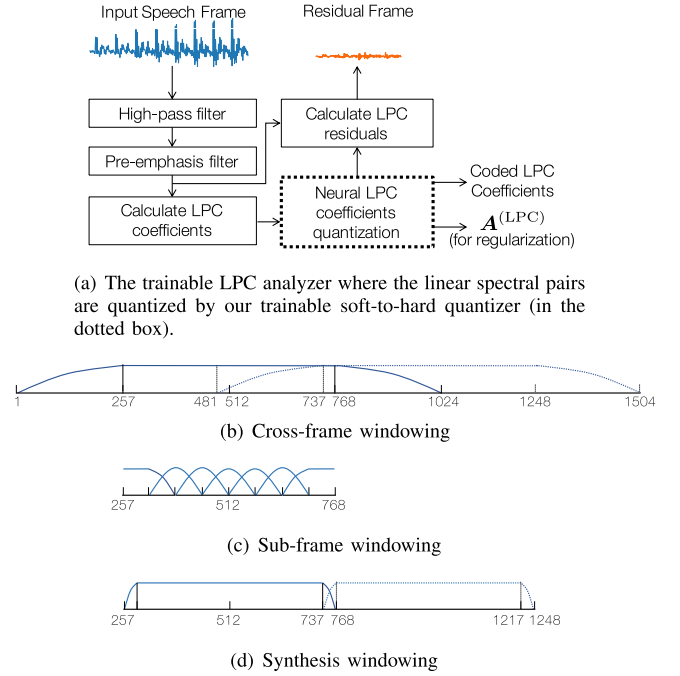 Input Speech Frame
Residual Frame
High-pass filter
Calculate LPC
residuals
Pre-emphasis filter
Calculate LPC
coefficients
Neural LPC
coefficients
quantization
Coded LPC
Coefficients
A^(LPC)
(for regularization)
(a) The trainable LPC analyzer where the linear spectral pairs
are quantized by our trainable soft-to-hard quantizer (in the
dotted box).
1 257 481 512 737 768 1024 1248 1504
(b) Cross-frame windowing
257 512 768
(c) Sub-frame windowing
257 512 737 768 1217 1248
(d) Synthesis windowing